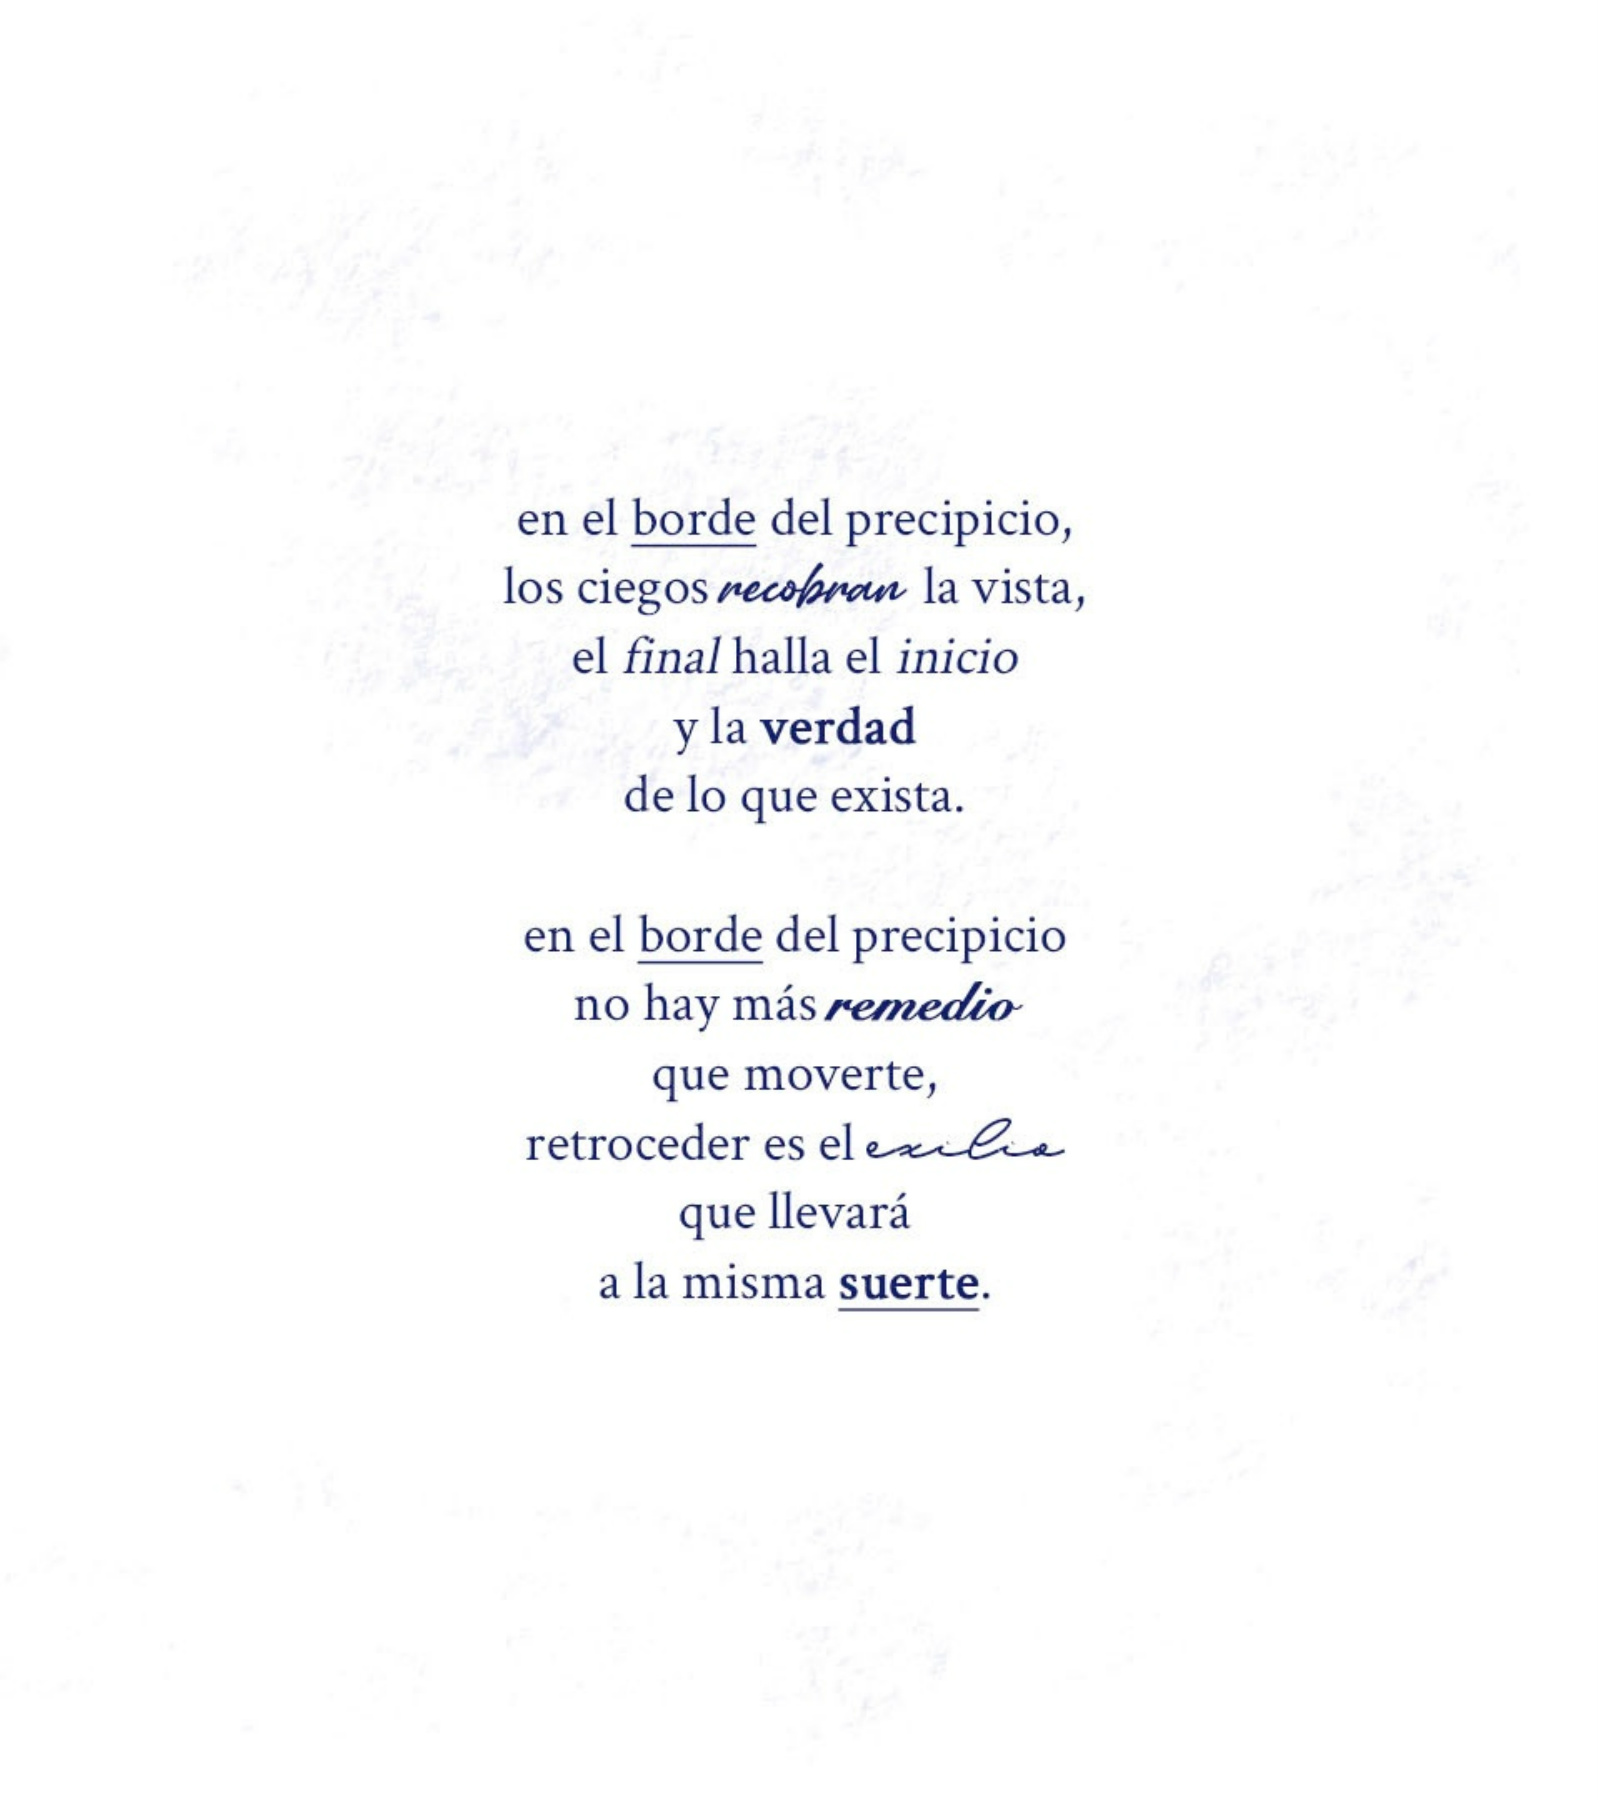 en el borde del precipicio,
los ciegos recobran la vista,
el final halla el inicio
y la verdad
de lo que exista.
en el borde del precipicio
no hay más remedio
que moverte,
retroceder es el exilio
que llevará
a la misma suerte.